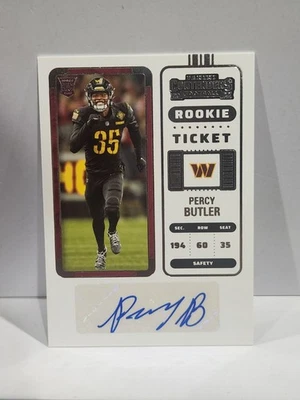 CONTENDERS
ROOKIE
TICKET
W
PERCY
BUTLER
SEC. ROW SEAT
194 60 35
SAFETY
35